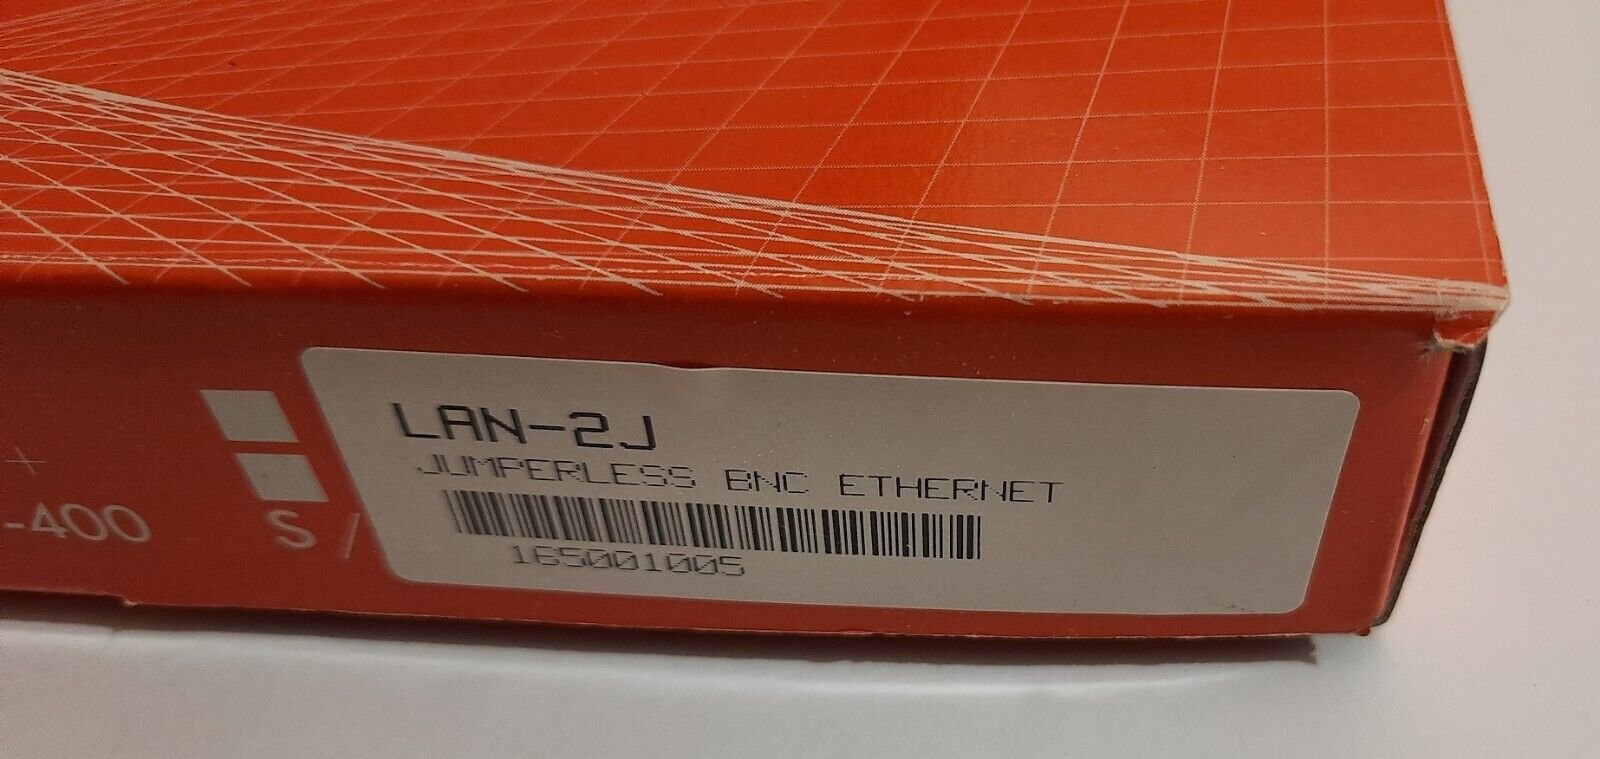 LAN-2J
JUMPERLESS BNC ETHERNET
165001005
-400
S /